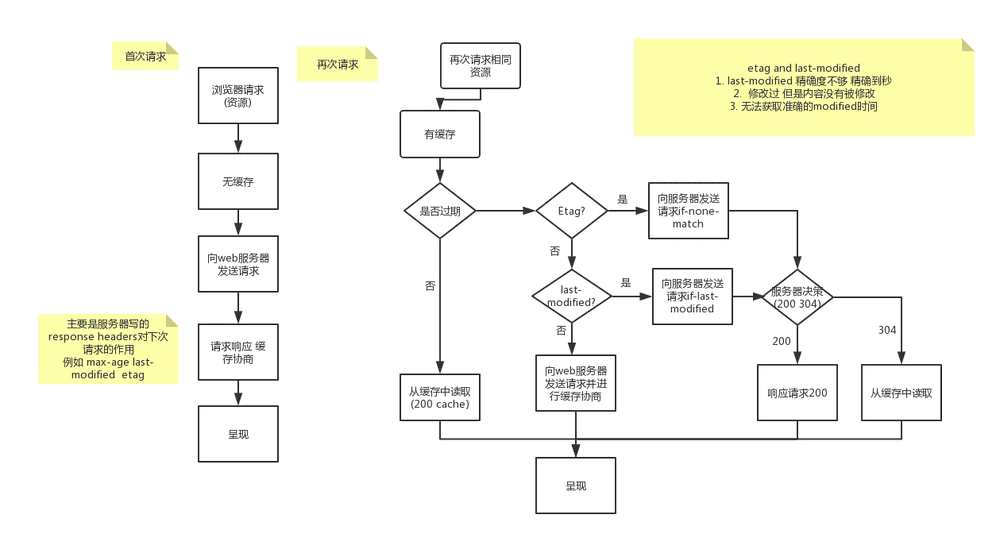 首次请求
浏览器请求
(资源)
无缓存
向web服务器
发送请求
主要是服务器写的
response headers对下次
请求的作用
例如 max-age last-
modified etag
请求响应 缓
存协商
呈现
再次请求
再次请求相同
资源
有缓存
是否过期
否
从缓存中读取
(200 cache)
Etag?
是
向服务器发送
请求if-none-
match
否
last-
modified?
是
向服务器发送
请求if-last-
modified
否
向web服务器
发送请求并进
行缓存协商
服务器决策
(200 304)
200
304
响应请求200
从缓存中读取
呈现
etag and last-modified
1. last-modified 精确度不够 精确到秒
2. 修改过 但是内容没有被修改
3. 无法获取准确的modified时间